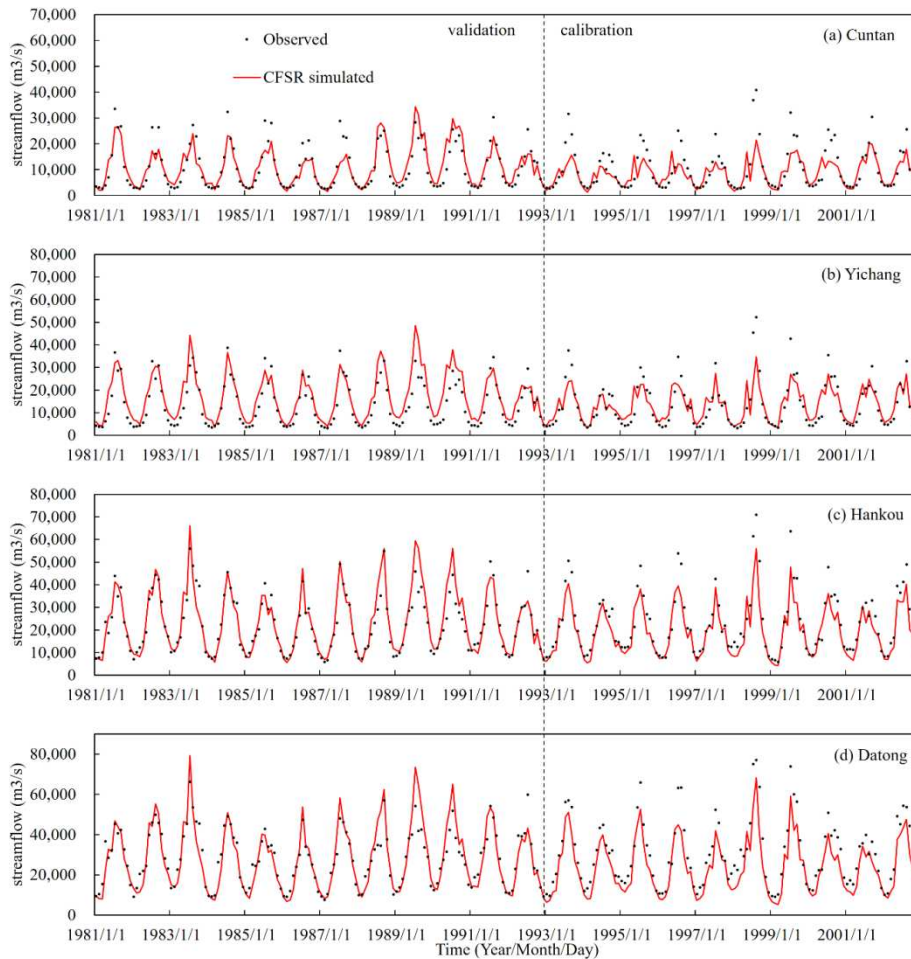 70,000
60,000
50,000
40,000
30,000
20,000
10,000
0
streamflow (m3/s)
Observed
CFSR simulated
validation
calibration
(a) Cuntan
1981/1/1 1983/1/1 1985/1/1 1987/1/1 1989/1/1 1991/1/1 1993/1/1 1995/1/1 1997/1/1 1999/1/1 2001/1/1
80,000
70,000
60,000
50,000
40,000
30,000
20,000
10,000
0
streamflow (m3/s)
(b) Yichang
1981/1/1 1983/1/1 1985/1/1 1987/1/1 1989/1/1 1991/1/1 1993/1/1 1995/1/1 1997/1/1 1999/1/1 2001/1/1
80,000
70,000
60,000
50,000
40,000
30,000
20,000
10,000
0
streamflow (m3/s)
(c) Hankou
1981/1/1 1983/1/1 1985/1/1 1987/1/1 1989/1/1 1991/1/1 1993/1/1 1995/1/1 1997/1/1 1999/1/1 2001/1/1
80,000
60,000
40,000
20,000
0
streamflow (m3/s)
(d) Datong
1981/1/1 1983/1/1 1985/1/1 1987/1/1 1989/1/1 1991/1/1 1993/1/1 1995/1/1 1997/1/1 1999/1/1 2001/1/1
Time (Year/Month/Day)